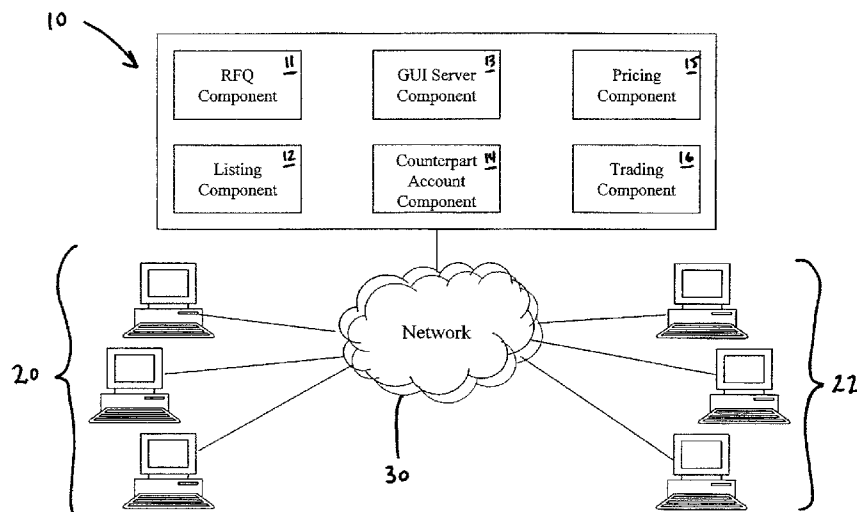 10
RFQ
Component
11
GUI Server
Component
13
Pricing
Component
15
Listing
Component
12
Counterpart
Account
Component
14
Trading
Component
16
Network
20
22
30